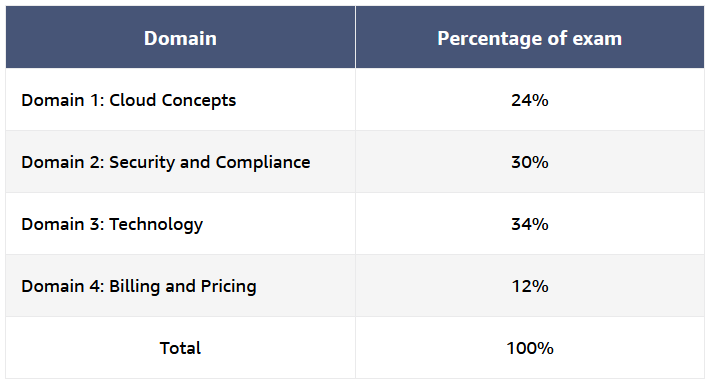 Domain Percentage of exam
Domain 1: Cloud Concepts 24%
Domain 2: Security and Compliance 30%
Domain 3: Technology 34%
Domain 4: Billing and Pricing 12%
Total 100%